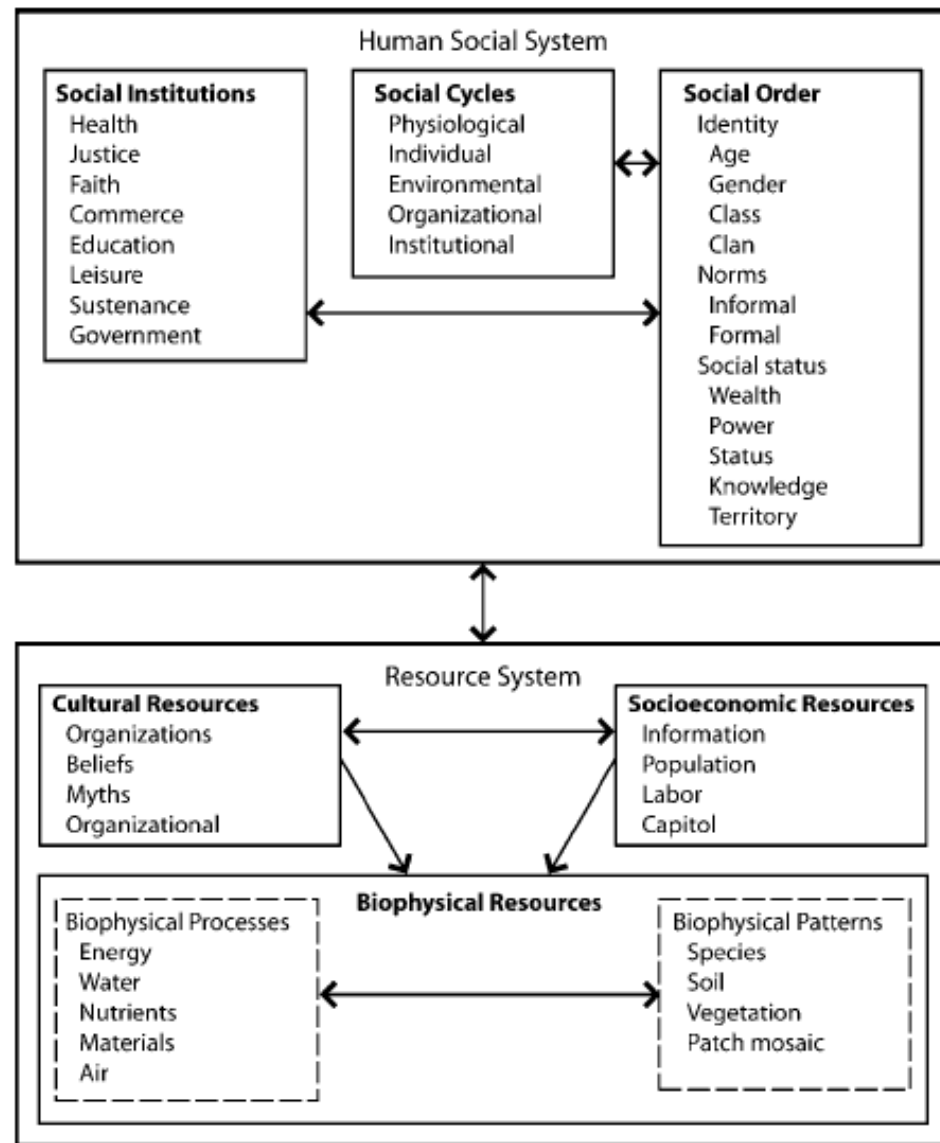 Human Social System
Social Institutions
Health
Justice
Faith
Commerce
Education
Leisure
Sustenance
Government
Social Cycles
Physiological
Individual
Environmental
Organizational
Institutional
Social Order
Identity
Age
Gender
Class
Clan
Norms
Informal
Formal
Social status
Wealth
Power
Status
Knowledge
Territory
Resource System
Cultural Resources
Organizations
Beliefs
Myths
Organizational
Socioeconomic Resources
Information
Population
Labor
Capitol
Biophysical Resources
Biophysical Processes
Energy
Water
Nutrients
Materials
Air
Biophysical Patterns
Species
Soil
Vegetation
Patch mosaic